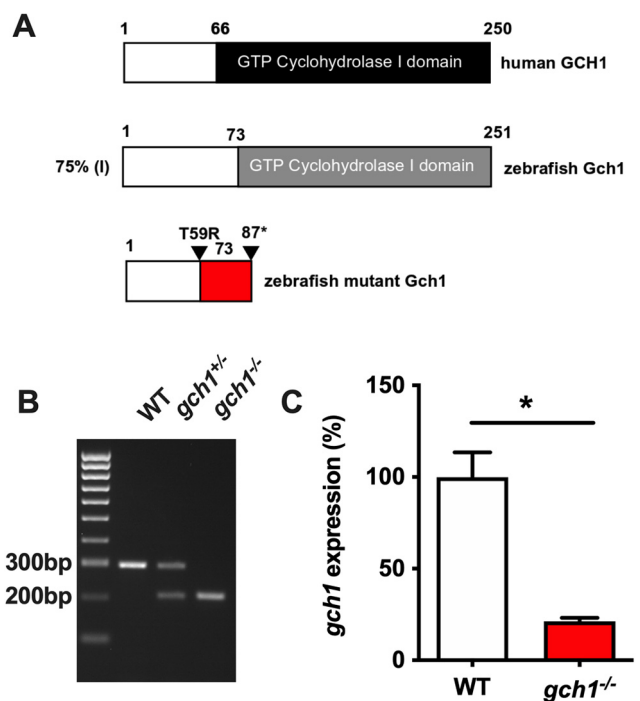 A
1 66 250
GTP Cyclohydrolase I domain human GCH1
1 73 251
75% (I) GTP Cyclohydrolase I domain zebrafish Gch1
T59R 87*
1 73
zebrafish mutant Gch1
B
WT gch1+/- gch1-/-
300bp
200bp
C
gch1 expression (%)
150
100
50
0
*
WT gch1-/-